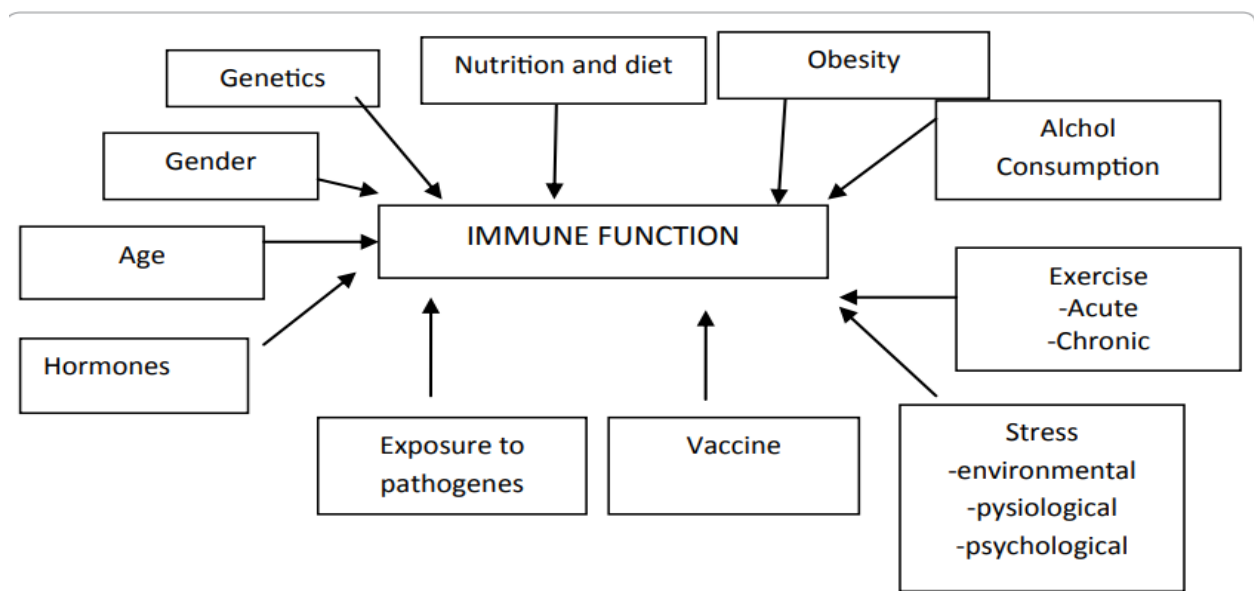 Genetics
Nutrition and diet
Obesity
Alchol
Consumption
Gender
IMMUNE FUNCTION
Age
Exercise
-Acute
-Chronic
Hormones
Exposure to
pathogenes
Vaccine
Stress
-environmental
-pysiological
-psychological